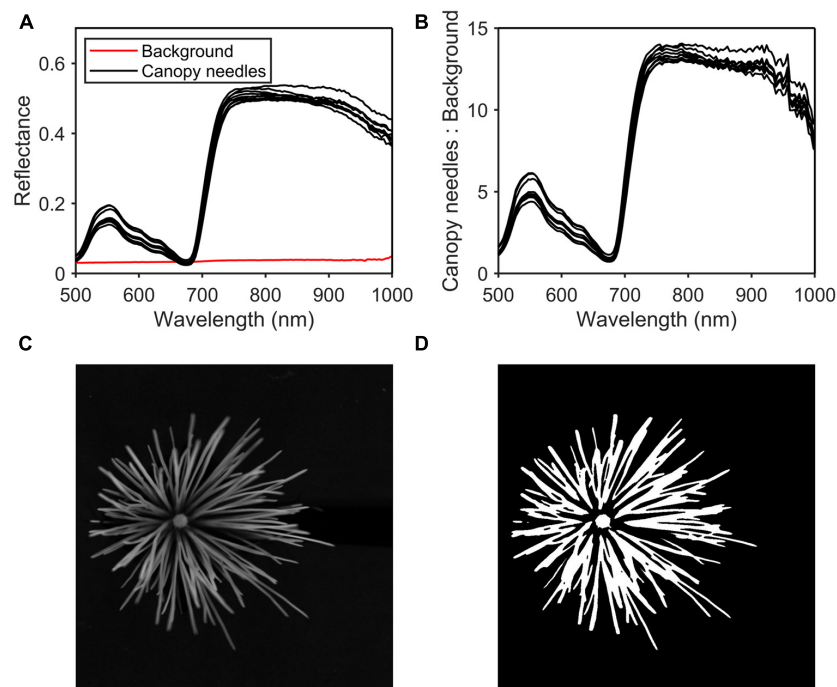 A
B
Background
Canopy needles
Reflectance
0.6
0.4
0.2
0
500 600 700 800 900 1000
Wavelength (nm)
Canopy needles : Background
15
10
5
0
500 600 700 800 900 1000
Wavelength (nm)
C
D